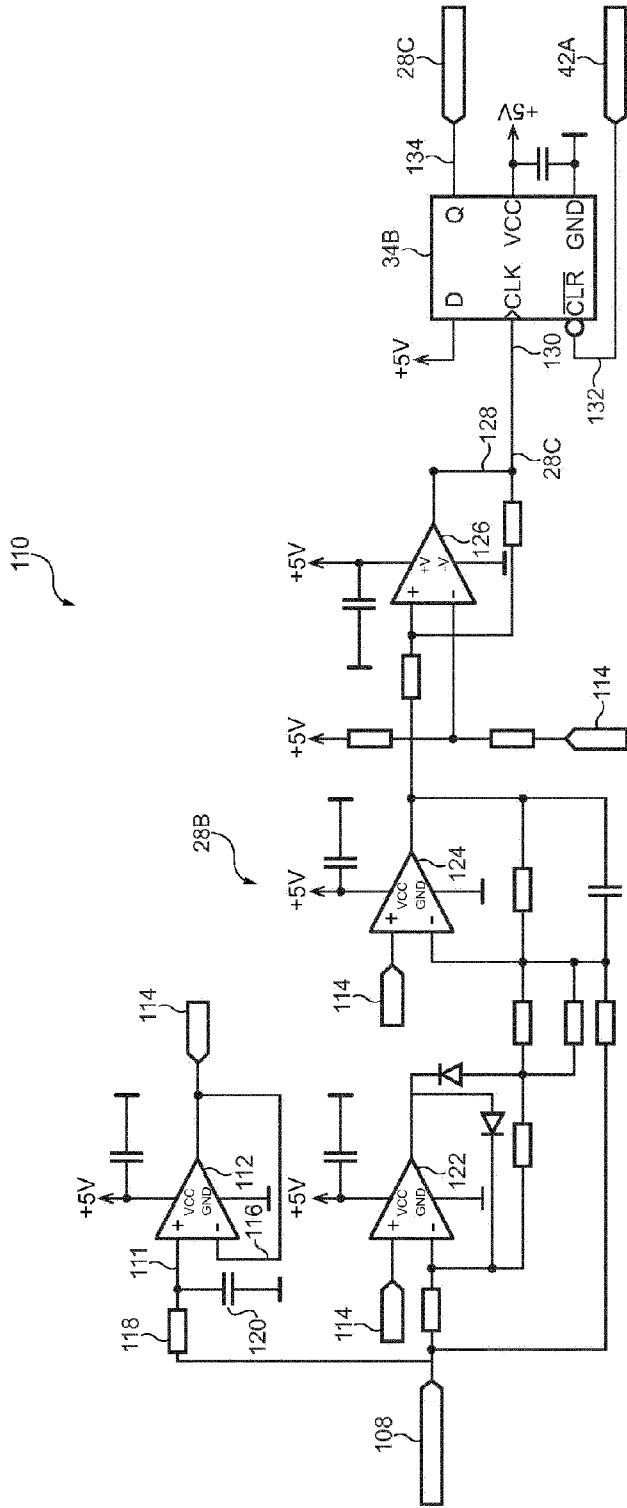 110
+5V
114
118
111
+
-
VCC
GND
112
116
120
28B
+5V
+5V
+5V
+5V
114
+
-
VCC
GND
122
114
+
-
VCC
GND
124
+
-
+V
-V
126
128
28C
114
108
+5V
34B
D
Q
CLK
VCC
CLR
GND
130
132
134
+5V
28C
42A